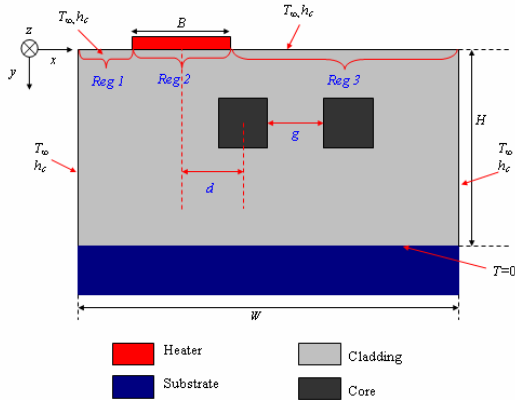 T∞, hc
B
T∞, hc
z
x
y
Reg 1
Reg 2
Reg 3
H
g
T∞
hc
T∞
hc
d
T=0
W
Heater
Cladding
Substrate
Core